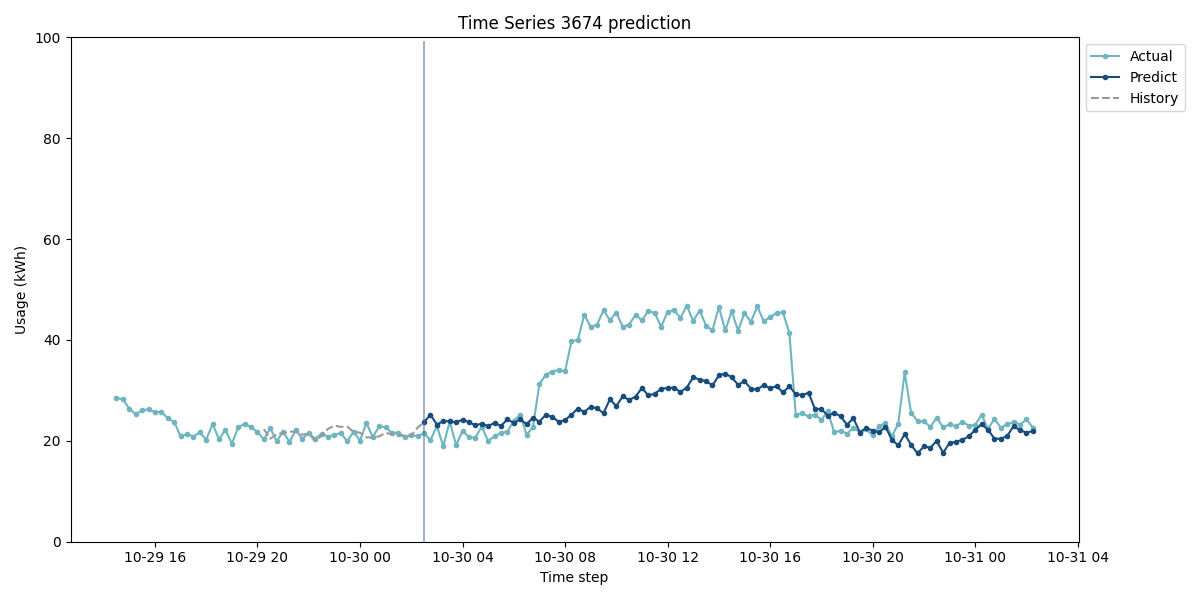 Time Series 3674 prediction
100
80
60
40
20
0
Usage (kWh)
10-29 16
10-29 20
10-30 00
10-30 04
10-30 08
10-30 12
10-30 16
10-30 20
10-31 00
10-31 04
Time step
Actual
Predict
History